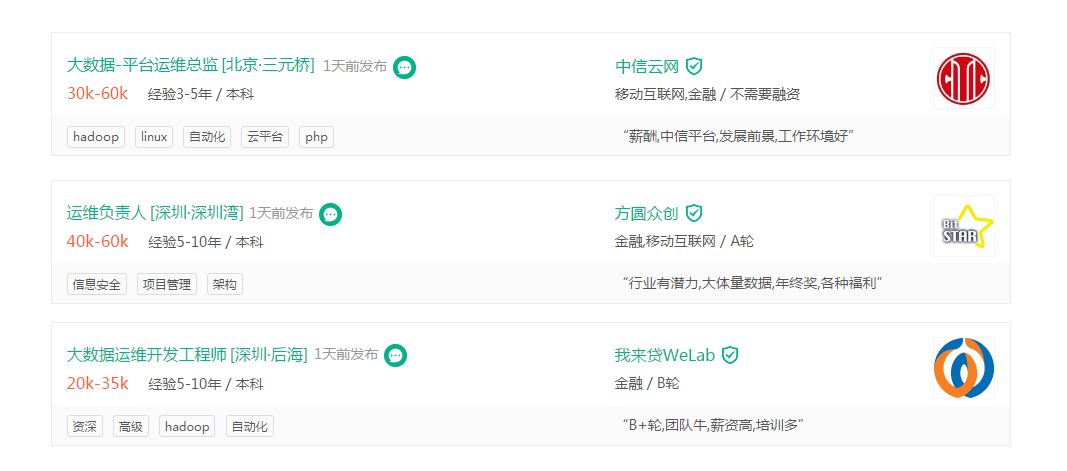 大数据-平台运维总监 [北京·三元桥] 1天前发布 中信云网
30k-60k 经验3-5年 / 本科 移动互联网,金融 / 不需要融资
hadoop linux 自动化 云平台 php “薪酬,中信平台,发展前景,工作环境好”
运维负责人 [深圳·深圳湾] 1天前发布 方圆众创
Bit
STAR
40k-60k 经验5-10年 / 本科 金融,移动互联网 / A轮
信息安全 项目管理 架构 “行业有潜力,大体量数据,年终奖,各种福利”
大数据运维开发工程师 [深圳·后海] 1天前发布 我来贷WeLab
20k-35k 经验5-10年 / 本科 金融 / B轮
资深 高级 hadoop 自动化 “B+轮,团队牛,薪资高,培训多”